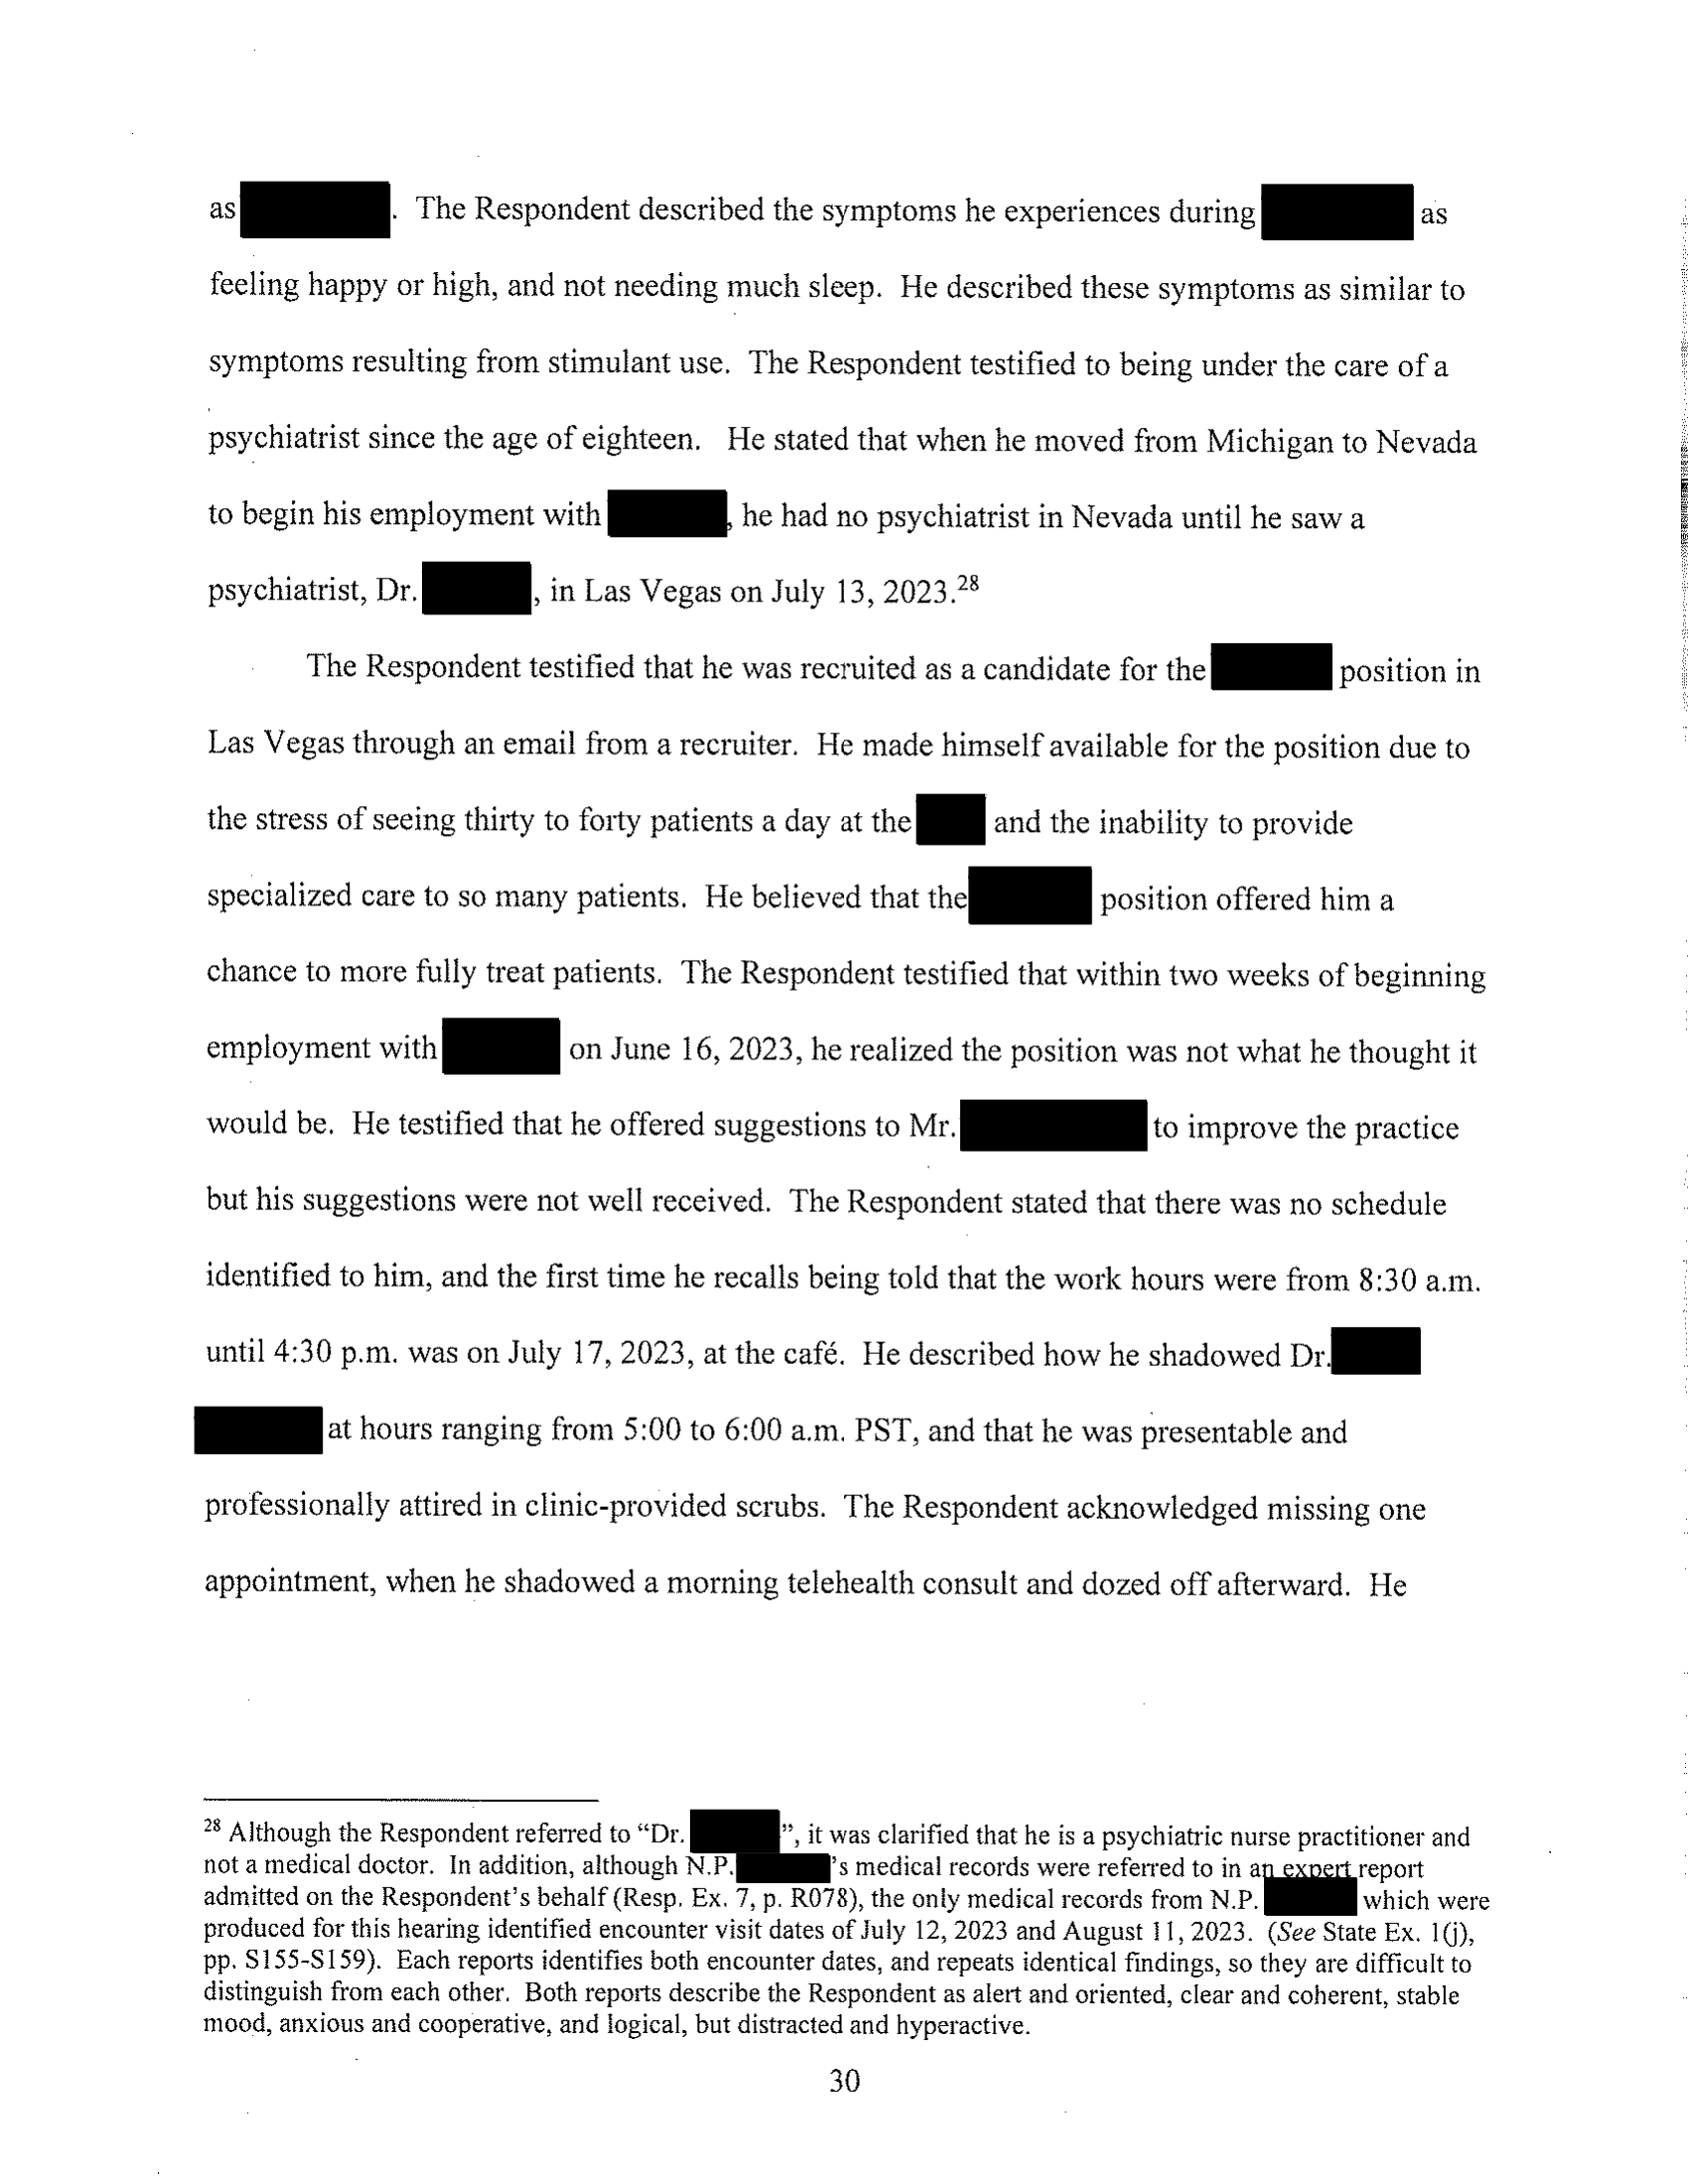 as . The Respondent described the symptoms he experiences during as
feeling happy or high, and not needing much sleep. He described these symptoms as similar to
symptoms resulting from stimulant use. The Respondent testified to being under the care of a
psychiatrist since the age of eighteen. He stated that when he moved from Michigan to Nevada
to begin his employment with , he had no psychiatrist in Nevada until he saw a
psychiatrist, Dr. , in Las Vegas on July 13, 2023.28
The Respondent testified that he was recruited as a candidate for the position in
Las Vegas through an email from a recruiter. He made himself available for the position due to
the stress of seeing thirty to forty patients a day at the and the inability to provide
specialized care to so many patients. He believed that the position offered him a
chance to more fully treat patients. The Respondent testified that within two weeks of beginning
employment with on June 16, 2023, he realized the position was not what he thought it
would be. He testified that he offered suggestions to Mr. to improve the practice
but his suggestions were not well received. The Respondent stated that there was no schedule
identified to him, and the first time he recalls being told that the work hours were from 8:30 a.m.
until 4:30 p.m. was on July 17, 2023, at the café. He described how he shadowed Dr.
at hours ranging from 5:00 to 6:00 a.m. PST, and that he was presentable and
professionally attired in clinic-provided scrubs. The Respondent acknowledged missing one
appointment, when he shadowed a morning telehealth consult and dozed off afterward. He
28 Although the Respondent referred to “Dr. ”, it was clarified that he is a psychiatric nurse practitioner and
not a medical doctor. In addition, although N.P. 's medical records were referred to in an expert report
admitted on the Respondent's behalf (Resp. Ex. 7, p. R078), the only medical records from N.P. which were
produced for this hearing identified encounter visit dates of July 12, 2023 and August 11, 2023. (See State Ex. 1(j),
pp. S155-S159). Each reports identifies both encounter dates, and repeats identical findings, so they are difficult to
distinguish from each other. Both reports describe the Respondent as alert and oriented, clear and coherent, stable
mood, anxious and cooperative, and logical, but distracted and hyperactive.
30